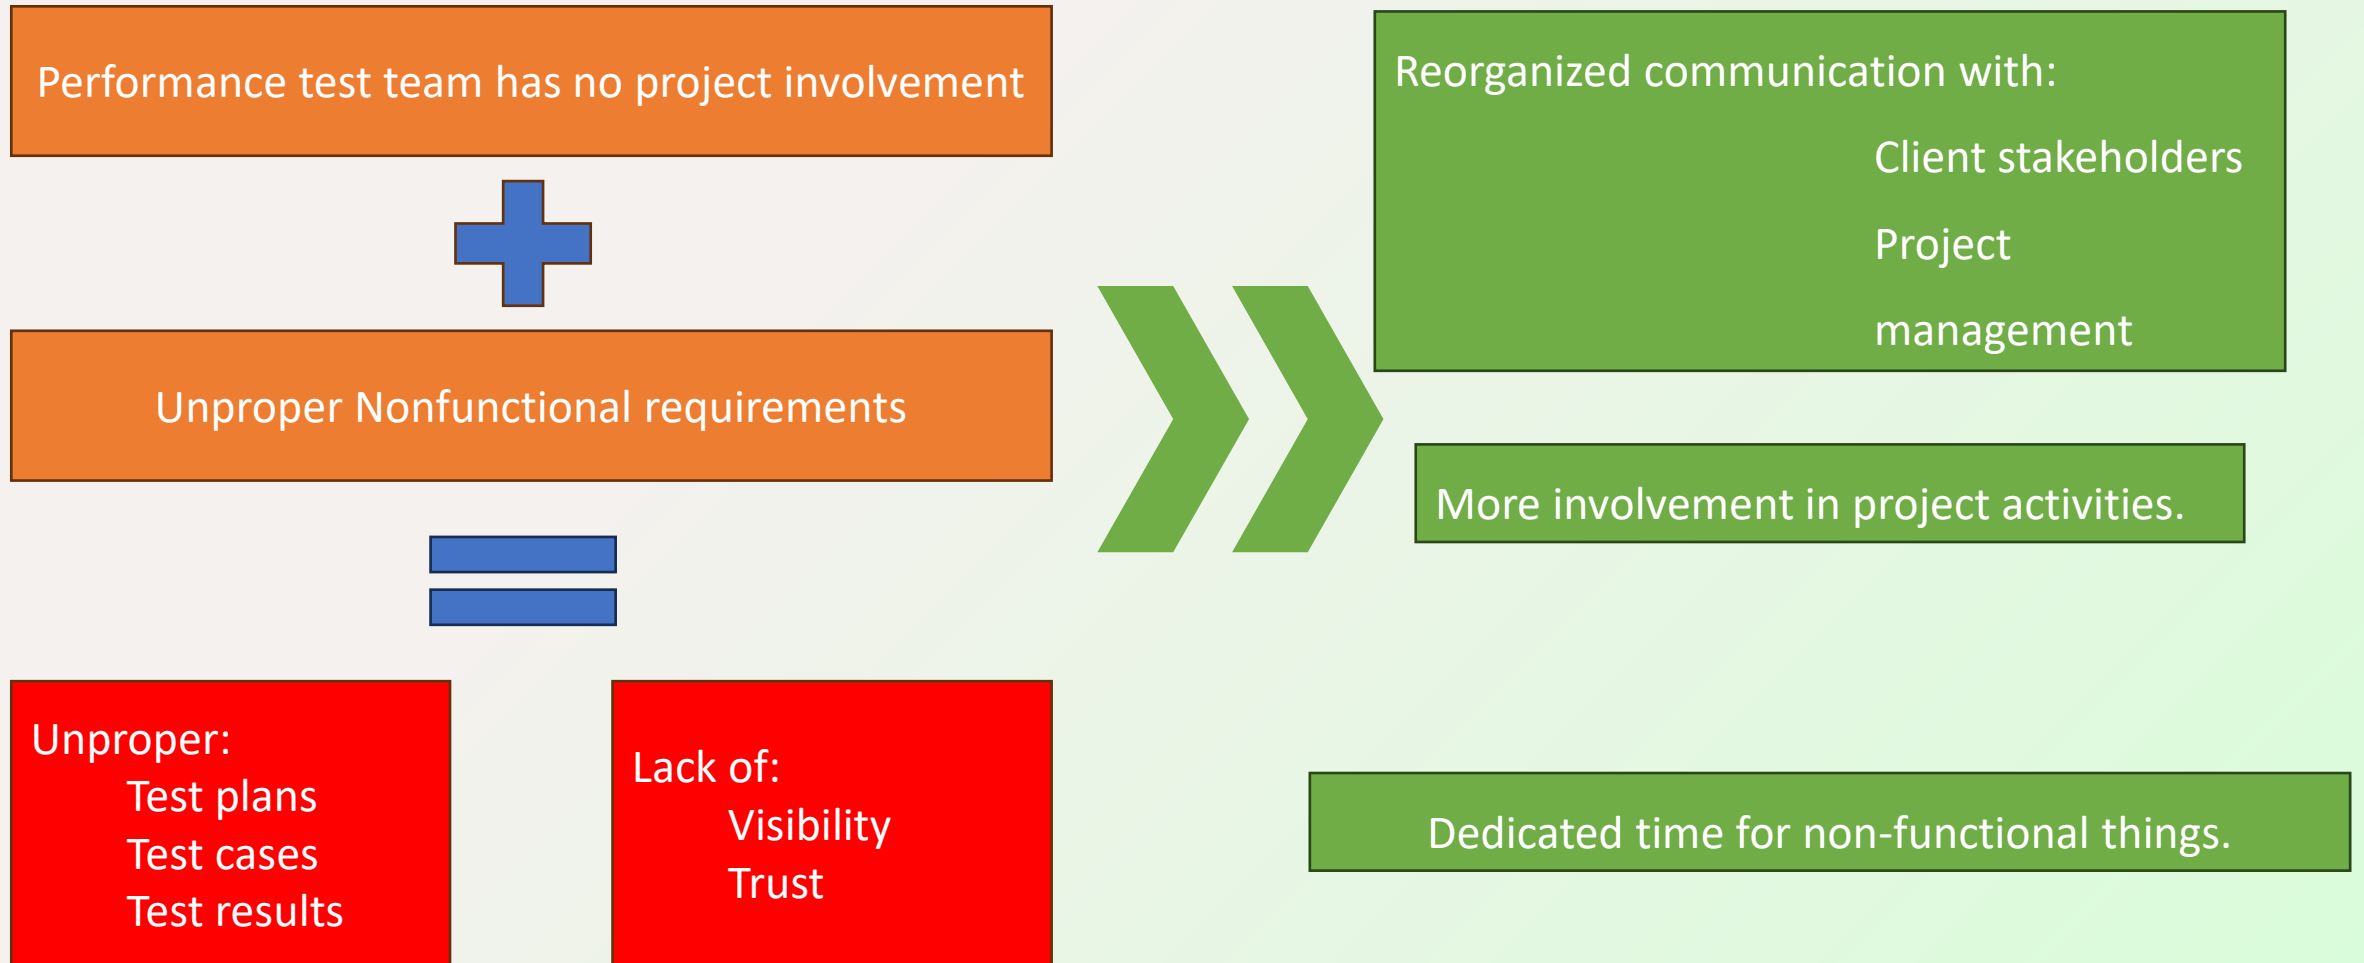 Performance test team has no project involvement
Unproper Nonfunctional requirements
Unproper:
Test plans
Test cases
Test results
Lack of:
Visibility
Trust
Reorganized communication with:
Client stakeholders
Project
management
More involvement in project activities.
Dedicated time for non-functional things.